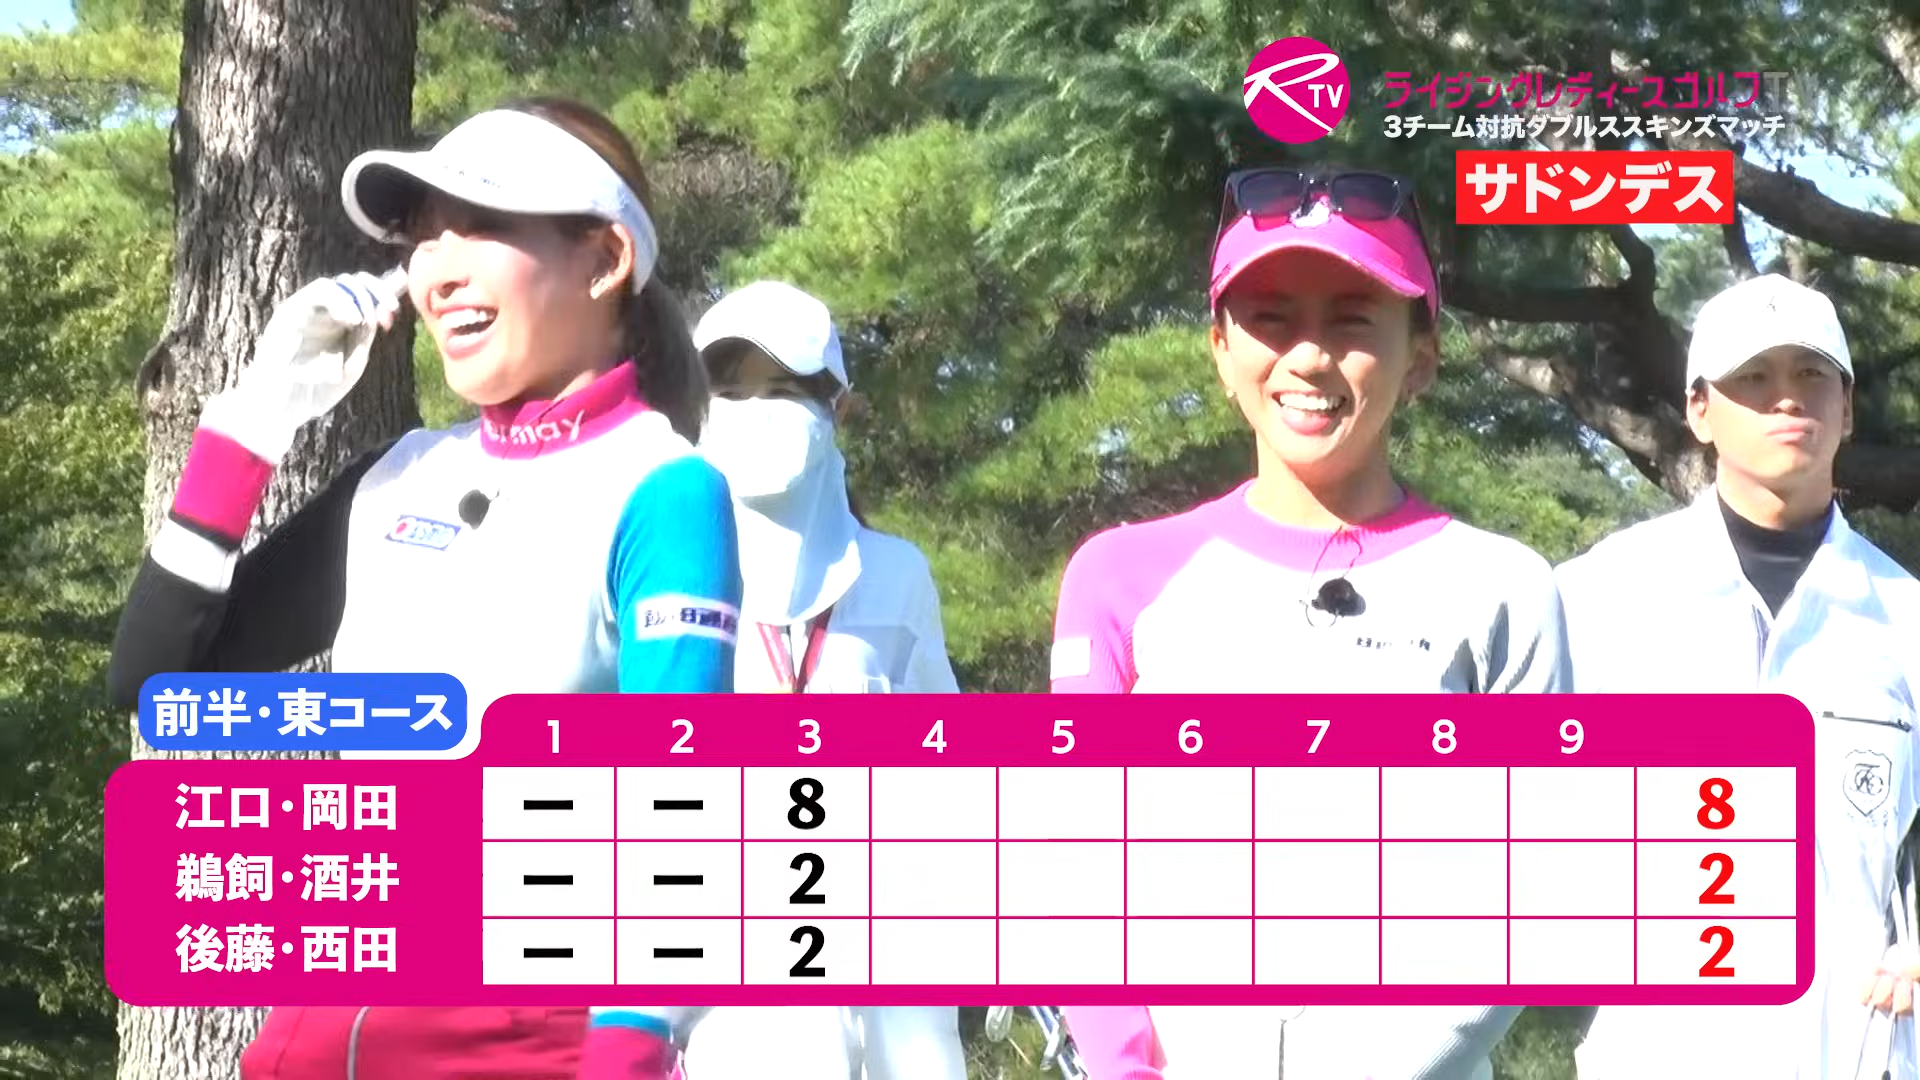 RTV
ライジングレディースゴルフTV
3チーム対抗ダブルススキンズマッチ
サドンデス
前半・東コース
1 2 3 4 5 6 7 8 9
江口・岡田 ー ー 8 8
鵜飼・酒井 ー ー 2 2
後藤・西田 ー ー 2 2